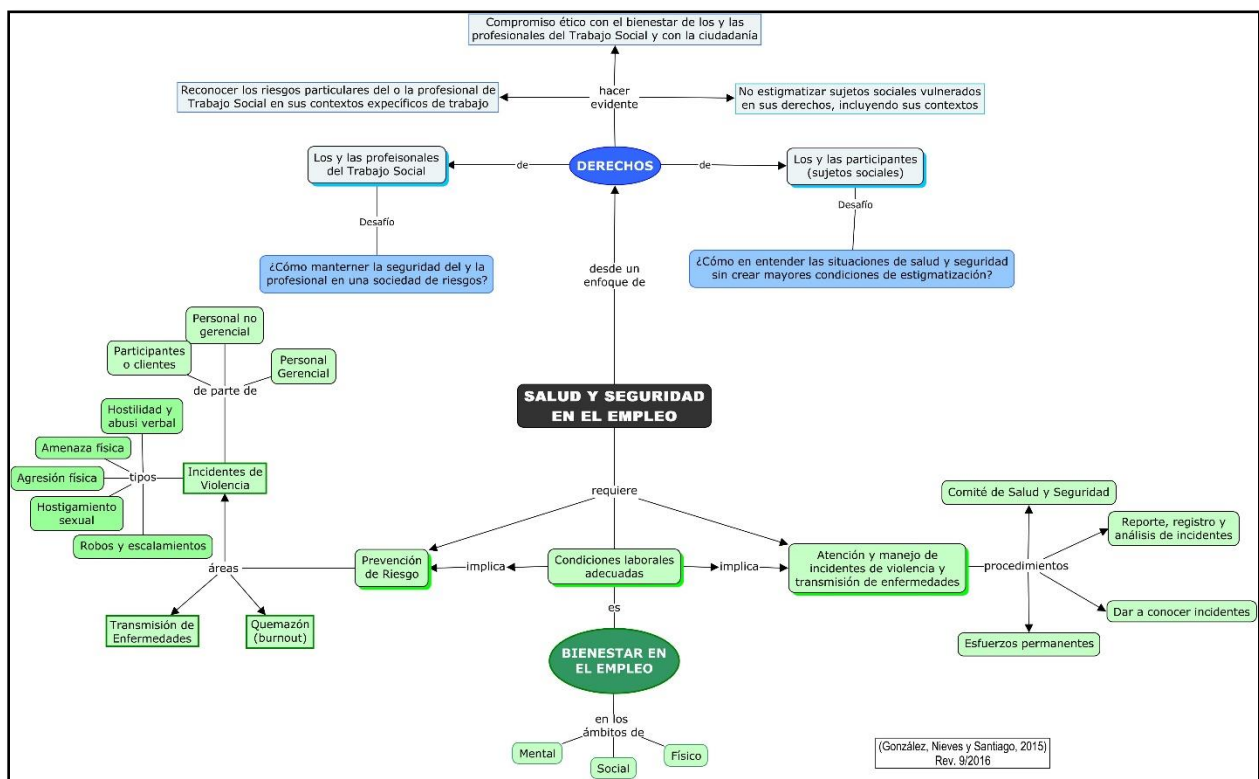 Compromiso ético con el bienestar de los y las
profesionales del Trabajo Social y con la ciudadanía
Reconocer los riesgos particulares del o la profesional de
Trabajo Social en sus contextos expecíficos de trabajo
hacer
evidente
No estigmatizar sujetos sociales vulnerados
en sus derechos, incluyendo sus contextos
Los y las profeisonales
del Trabajo Social
de
DERECHOS
de
Los y las participantes
(sujetos sociales)
Desafío
Desafío
¿Cómo manterner la seguridad del y la
profesional en una sociedad de riesgos?
desde un
enfoque de
¿Cómo en entender las situaciones de salud y seguridad
sin crear mayores condiciones de estigmatización?
Personal no
gerencial
Participantes
o clientes
Personal
Gerencial
de parte de
SALUD Y SEGURIDAD
EN EL EMPLEO
Hostilidad y
abusi verbal
Amenaza física
Agresión física
tipos
Incidentes de
Violencia
Hostigamiento
sexual
Robos y escalamientos
requiere
Comité de Salud y Seguridad
Reporte, registro y
análisis de incidentes
áreas
Prevención
de Riesgo
implica
Condiciones laborales
adecuadas
implica
Atención y manejo de
incidentes de violencia y
transmisión de enfermedades
procedimientos
Dar a conocer incidentes
Esfuerzos permanentes
Transmisión de
Enfermedades
Quemazón
(burnout)
es
BIENESTAR EN
EL EMPLEO
en los
ámbitos de
Mental
Social
Físico
(González, Nieves y Santiago, 2015)
Rev. 9/2016